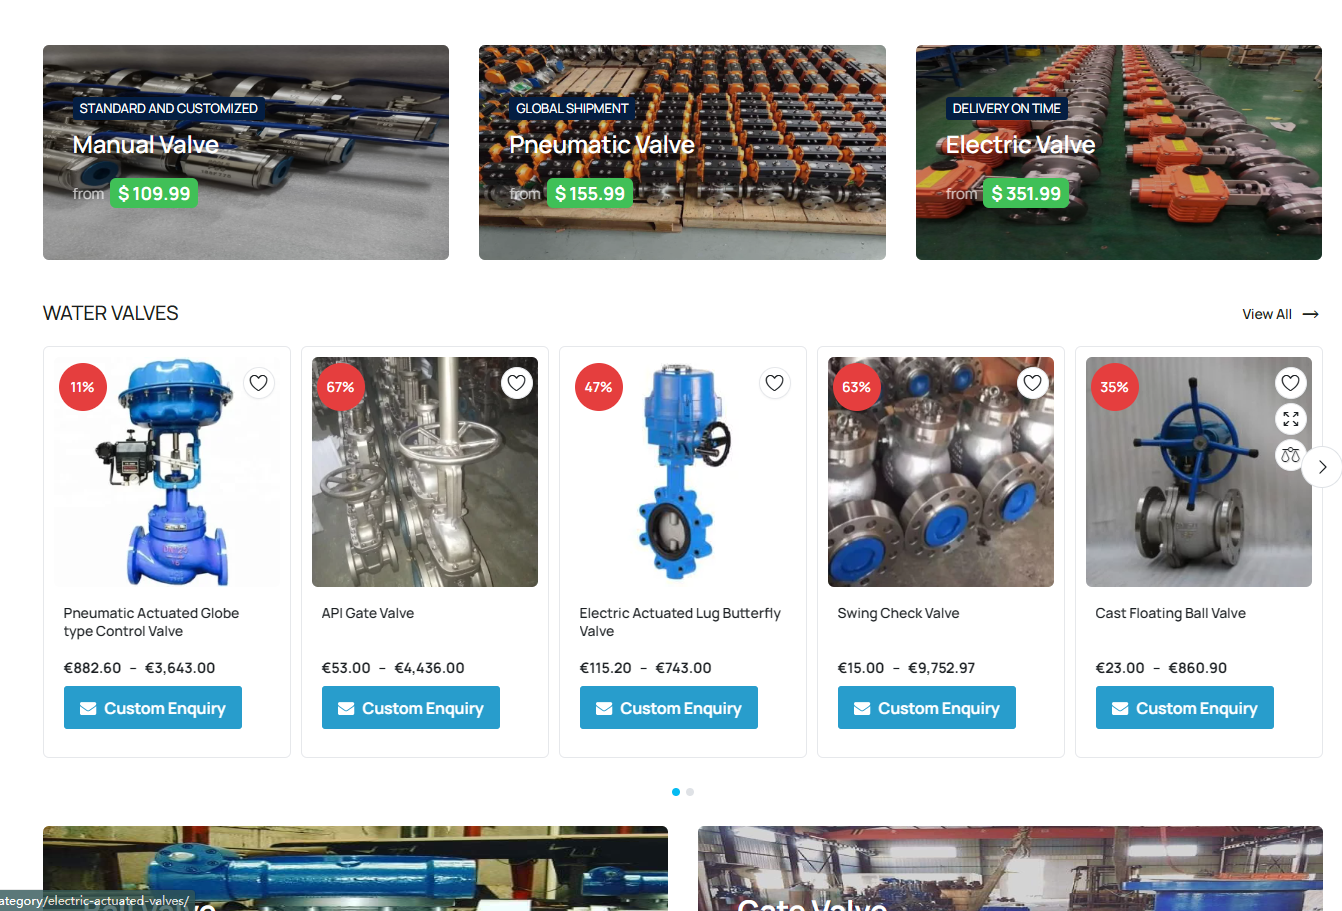 STANDARD AND CUSTOMIZED
Manual Valve
from $109.99
GLOBAL SHIPMENT
Pneumatic Valve
from $155.99
DELIVERY ON TIME
Electric Valve
from $351.99
WATER VALVES
View All
11%
67%
47%
63%
35%
Pneumatic Actuated Globe
type Control Valve
€882.60 – €3,643.00
Custom Enquiry
API Gate Valve
€53.00 – €4,436.00
Custom Enquiry
Electric Actuated Lug Butterfly
Valve
€115.20 – €743.00
Custom Enquiry
Swing Check Valve
€15.00 – €9,752.97
Custom Enquiry
Cast Floating Ball Valve
€23.00 – €860.90
Custom Enquiry
Ball Valve
Gate Valve
ategory/electric-actuated-valves/